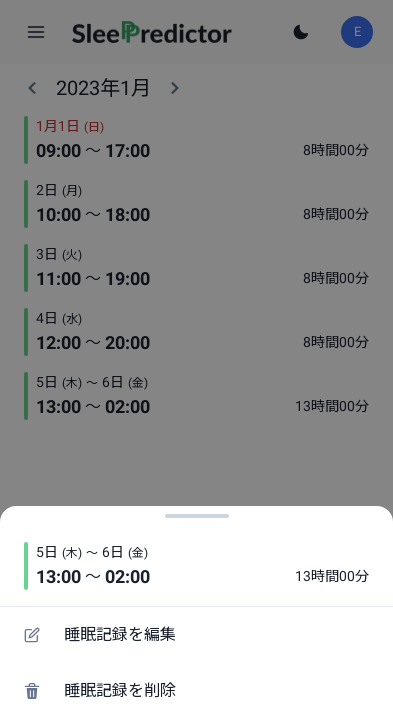 SleePredictor
E
2023年1月
1月1日 (日)
09:00 〜 17:00 8時間00分
2日 (月)
10:00 〜 18:00 8時間00分
3日 (火)
11:00 〜 19:00 8時間00分
4日 (水)
12:00 〜 20:00 8時間00分
5日 (木) 〜 6日 (金)
13:00 〜 02:00 13時間00分
5日 (木) 〜 6日 (金)
13:00 〜 02:00 13時間00分
睡眠記録を編集
睡眠記録を削除